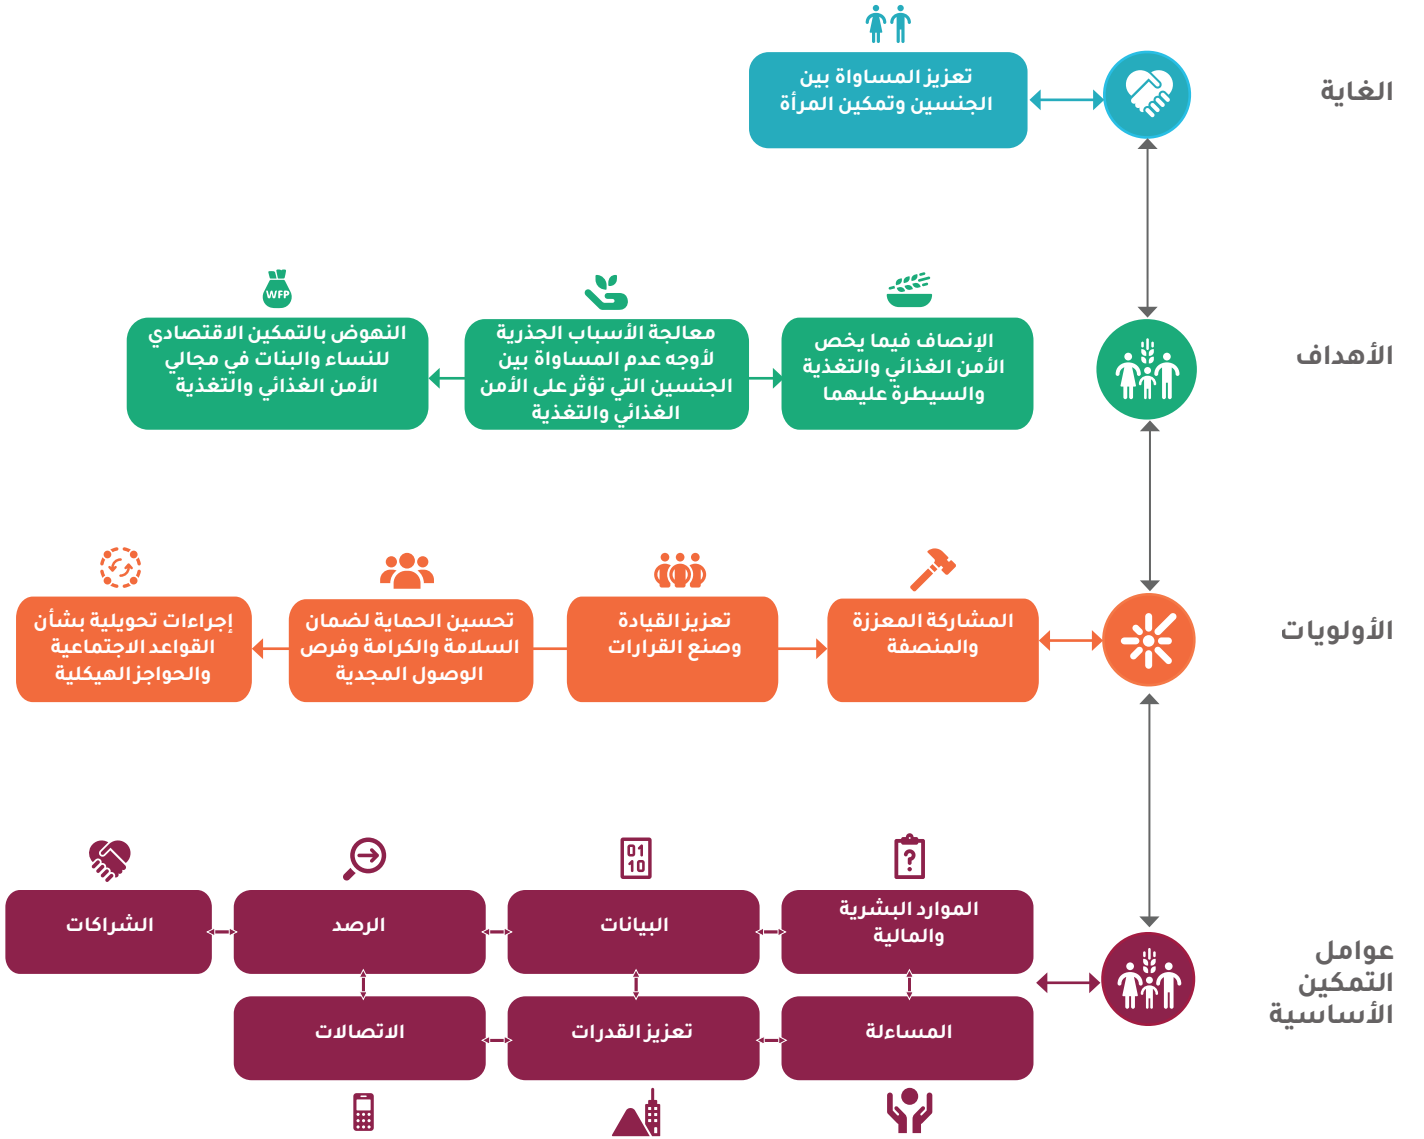 الغاية
تعزيز المساواة بين
الجنسين وتمكين المرأة
الأهداف
الإنصاف فيما يخص
الأمن الغذائي والتغذية
والسيطرة عليهما
معالجة الأسباب الجذرية
لأوجه عدم المساواة بين
الجنسين التي تؤثر على الأمن
الغذائي والتغذية
WFP
النهوض بالتمكين الاقتصادي
للنساء والبنات في مجالي
الأمن الغذائي والتغذية
الأولويات
المشاركة المعززة
والمنصفة
تعزيز القيادة
وصنع القرارات
تحسين الحماية لضمان
السلامة والكرامة وفرص
الوصول المجدية
إجراءات تحويلية بشأن
القواعد الاجتماعية
والحواجز الهيكلية
عوامل
التمكين
الأساسية
?
الموارد البشرية
والمالية
01
10
البيانات
الرصد
الشراكات
المساءلة
تعزيز القدرات
الاتصالات